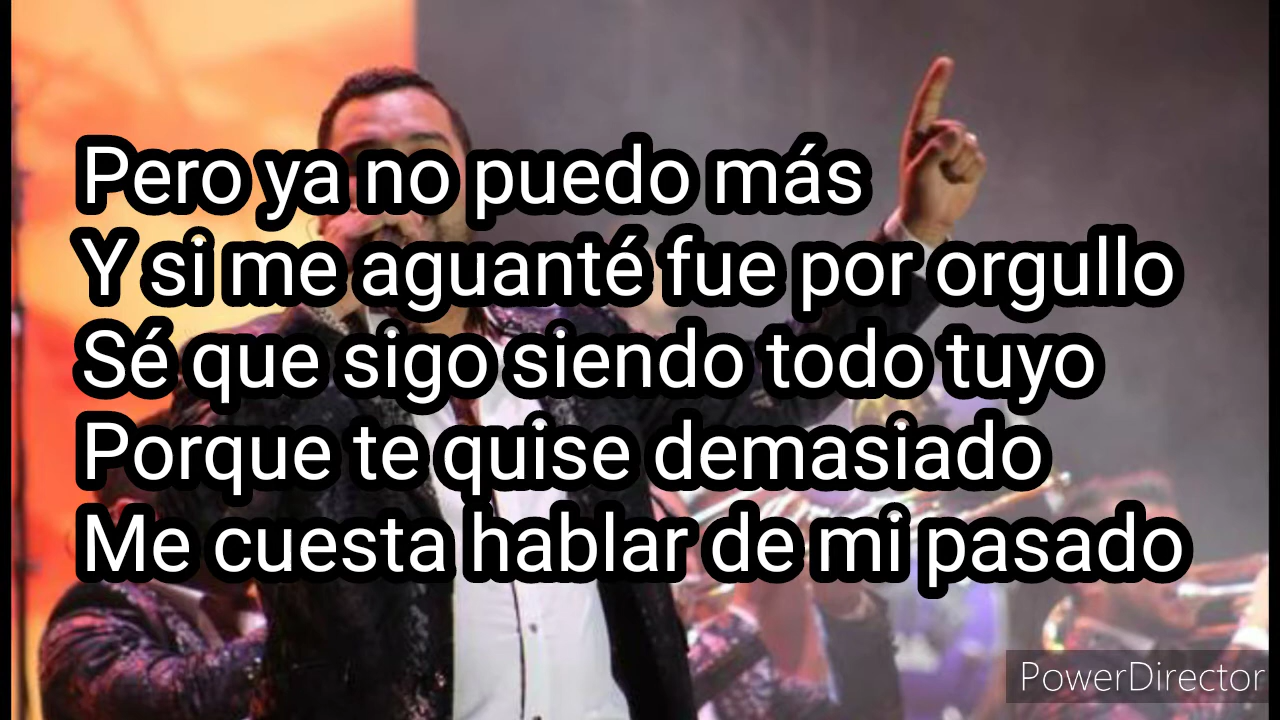 Pero ya no puedo más
Y si me aguanté fue por orgullo
Sé que sigo siendo todo tuyo
Porque te quise demasiado
Me cuesta hablar de mi pasado
PowerDirector